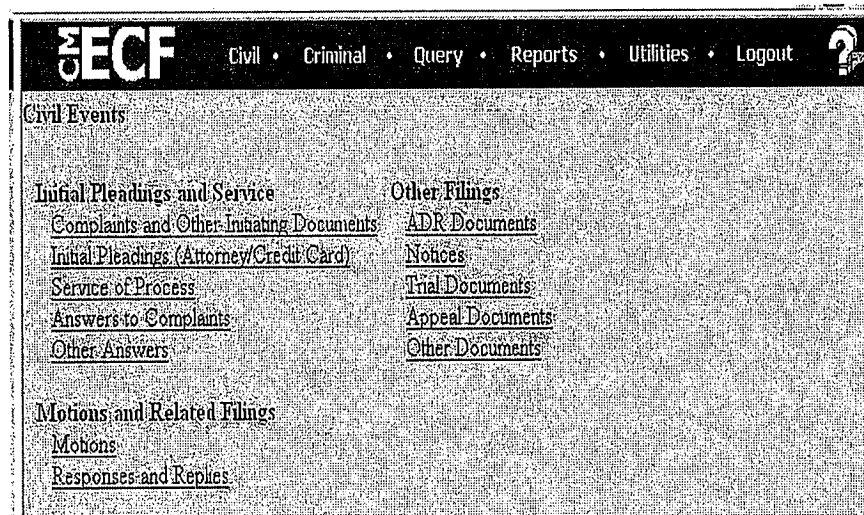 CM ECF Civil • Criminal • Query • Reports • Utilities • Logout ?
Civil Events
Initial Pleadings and Service
Complaints and Other Initiating Documents
Initial Pleadings (Attorney/Credit Card)
Service of Process
Answers to Complaints
Other Answers
Other Filings
ADR Documents
Notices
Trial Documents
Appeal Documents
Other Documents
Motions and Related Filings
Motions
Responses and Replies